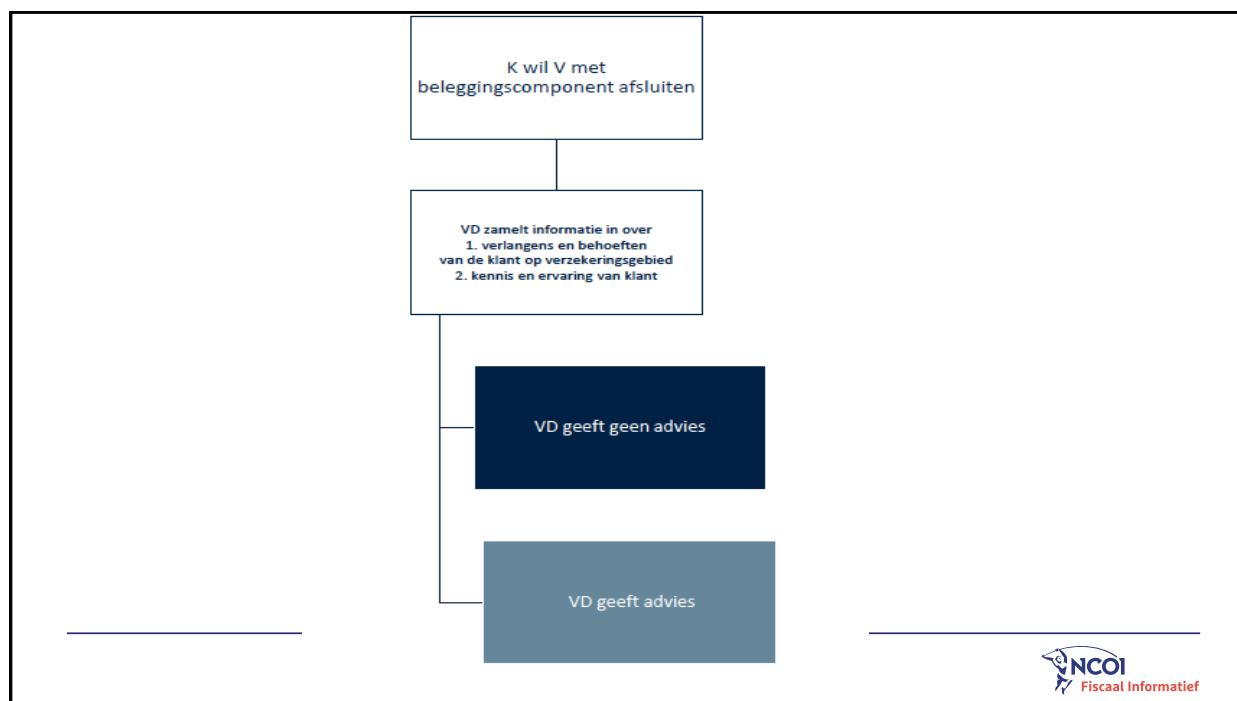 K wil V met
beleggingscomponent afsluiten
VD zamelt informatie in over
1. verlangens en behoeften
van de klant op verzekeringsgebied
2. kennis en ervaring van klant
VD geeft geen advies
VD geeft advies
NCOI
Fiscaal Informatief